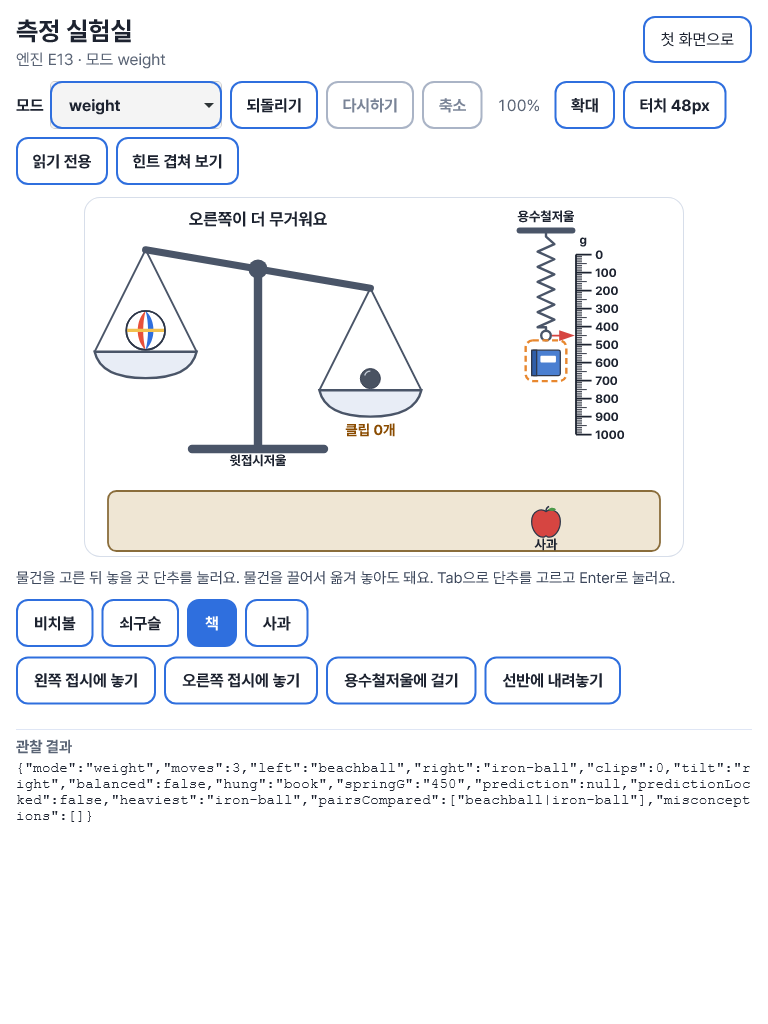 측정 실험실
엔진 E13 · 모드 weight
첫 화면으로
모드 weight 되돌리기 다시하기 축소 100% 확대 터치 48px
읽기 전용 힌트 겹쳐 보기
오른쪽이 더 무거워요
용수철저울
g
0
100
200
300
400
500
600
700
800
900
1000
클립 0개
윗접시저울
사과
물건을 고른 뒤 놓을 곳 단추를 눌러요. 물건을 끌어서 옮겨 놓아도 돼요. Tab으로 단추를 고르고 Enter로 눌러요.
비치볼 쇠구슬 책 사과
왼쪽 접시에 놓기 오른쪽 접시에 놓기 용수철저울에 걸기 선반에 내려놓기
관찰 결과
{"mode":"weight","moves":3,"left":"beachball","right":"iron-ball","clips":0,"tilt":"r
ight","balanced":false,"hung":"book","springG":"450","prediction":null,"predictionLoc
ked":false,"heaviest":"iron-ball","pairsCompared":["beachball|iron-ball"],"misconcept
ions":[]}